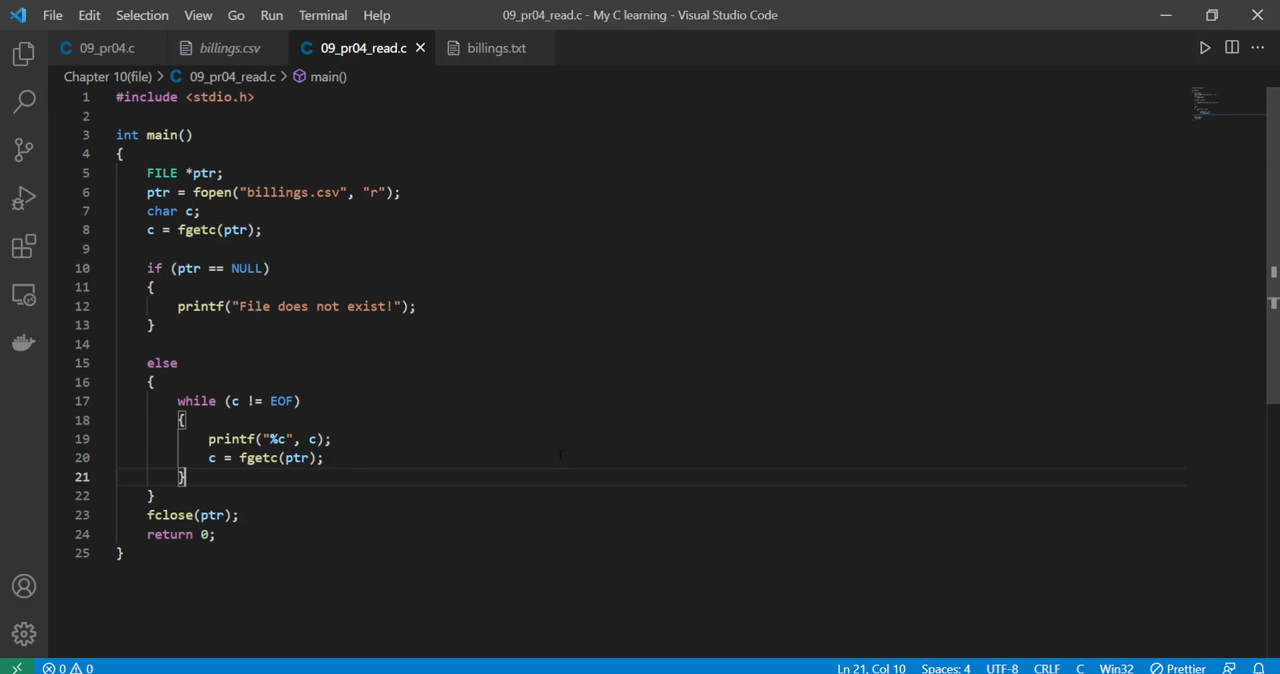 File Edit Selection View Go Run Terminal Help 09_pr04_read.c - My C learning - Visual Studio Code
09_pr04.c billings.csv 09_pr04_read.c billings.txt
Chapter 10(file) > 09_pr04_read.c > main()
1 #include <stdio.h>
2
3 int main()
4 {
5 FILE *ptr;
6 ptr = fopen("billings.csv", "r");
7 char c;
8 c = fgetc(ptr);
9
10 if (ptr == NULL)
11 {
12 printf("File does not exist!");
13 }
14
15 else
16 {
17 while (c != EOF)
18 {
19 printf("%c", c);
20 c = fgetc(ptr);
21 }
22 }
23 fclose(ptr);
24 return 0;
25 }
0 0 Ln 21, Col 10 Spaces: 4 UTF-8 CRLF C Win32 Prettier